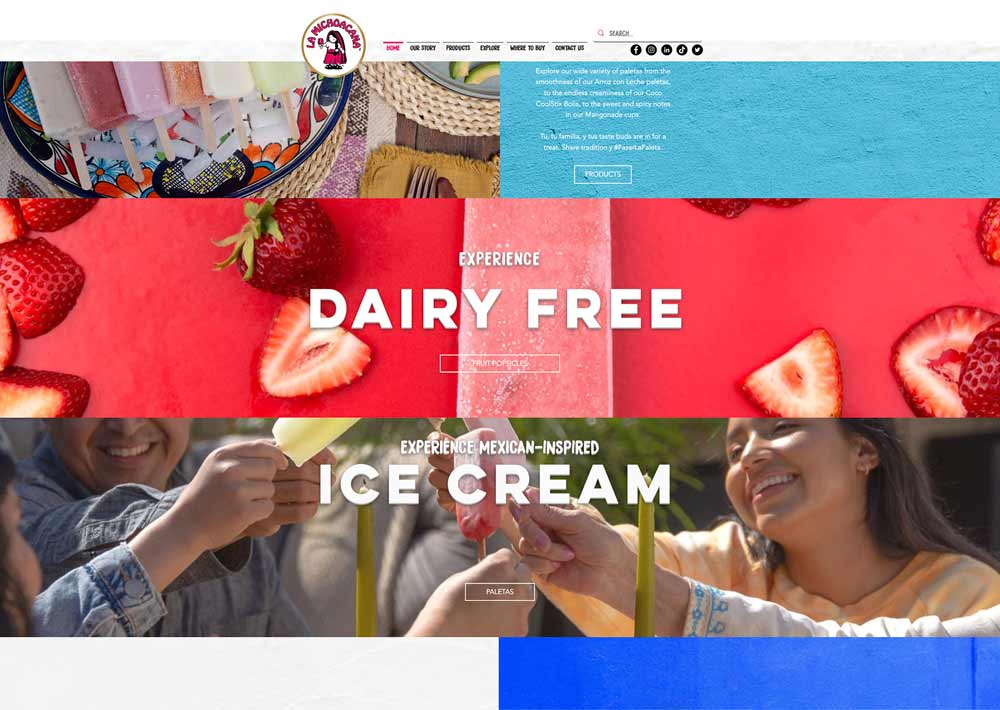 LA MICHOACANA
HOME OUR STORY PRODUCTS EXPLORE WHERE TO BUY CONTACT US
SEARCH...
Explore our wide variety of paletas from the
smoothness of our Arroz con Leche paletas,
to the endless creaminess of our Coco
CoolStix Bolis, to the sweet and spicy notes
in our Mangonada cups.
Tú, tu familia, y tus taste buds are in for a
treat. Share tradition y #PasarLaPaleta.
PRODUCTS
EXPERIENCE
DAIRY FREE
FRUIT POPSICLES
EXPERIENCE MEXICAN-INSPIRED
ICE CREAM
PALETAS